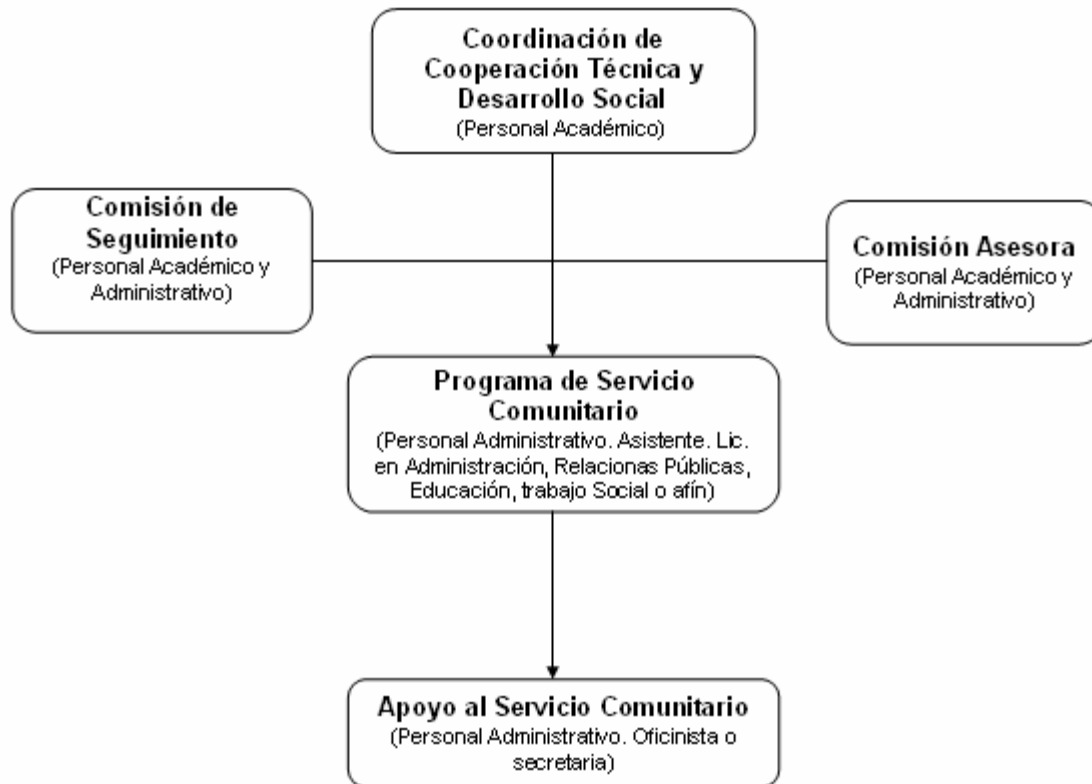 Coordinación de
Cooperación Técnica y
Desarrollo Social
(Personal Académico)
Comisión de
Seguimiento
(Personal Académico y
Administrativo)
Comisión Asesora
(Personal Académico y
Administrativo)
Programa de Servicio
Comunitario
(Personal Administrativo. Asistente. Lic.
en Administración, Relacionas Públicas,
Educación, trabajo Social o afín)
Apoyo al Servicio Comunitario
(Personal Administrativo. Oficinista o
secretaria)